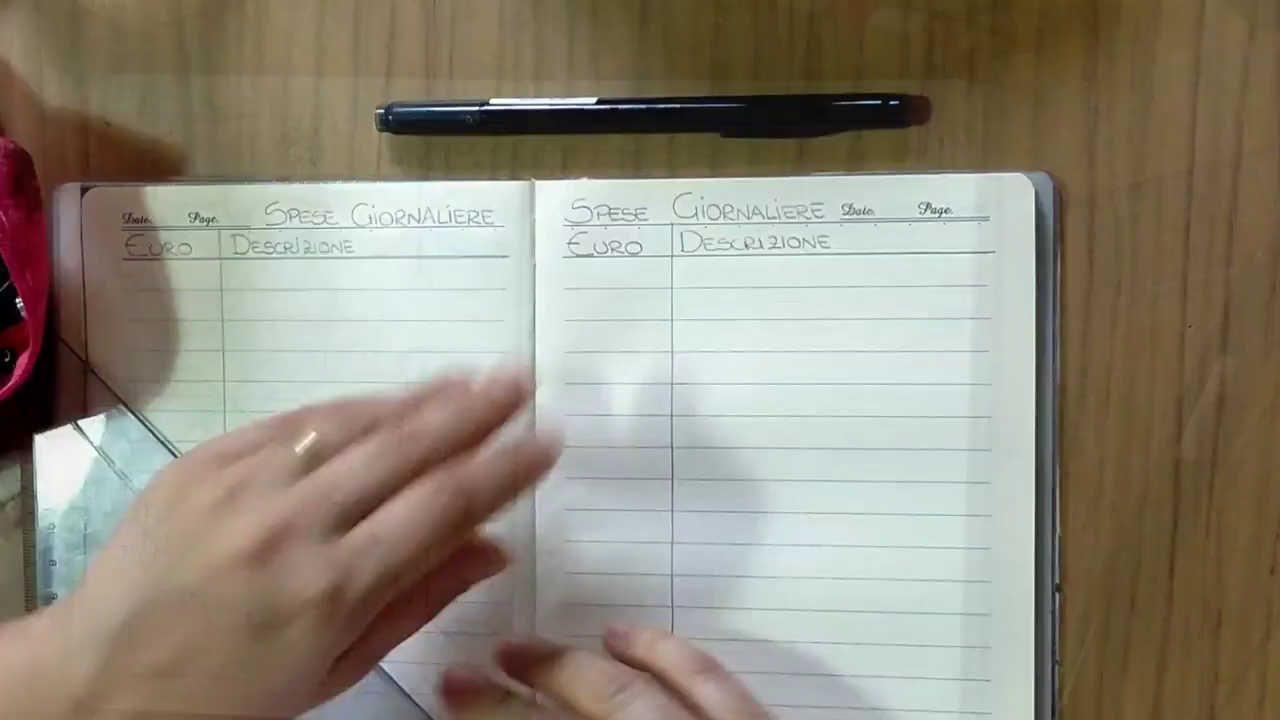 Date. Page. SPESE GIORNALIERE
EURO DESCRIZIONE
SPESE GIORNALIERE Date. Page.
EURO DESCRIZIONE